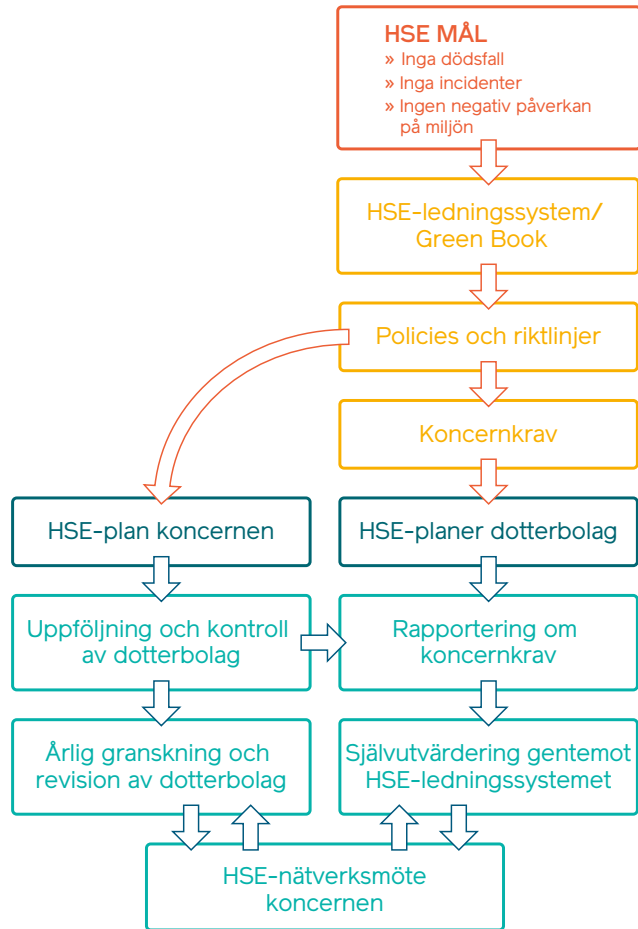 HSE MÅL
» Inga dödsfall
» Inga incidenter
» Ingen negativ påverkan
på miljön
HSE-ledningssystem/
Green Book
Policies och riktlinjer
Koncernkrav
HSE-plan koncernen
HSE-planer dotterbolag
Uppföljning och kontroll
av dotterbolag
Rapportering om
koncernkrav
Årlig granskning och
revision av dotterbolag
Självutvärdering gentemot
HSE-ledningssystemet
HSE-nätverksmöte
koncernen